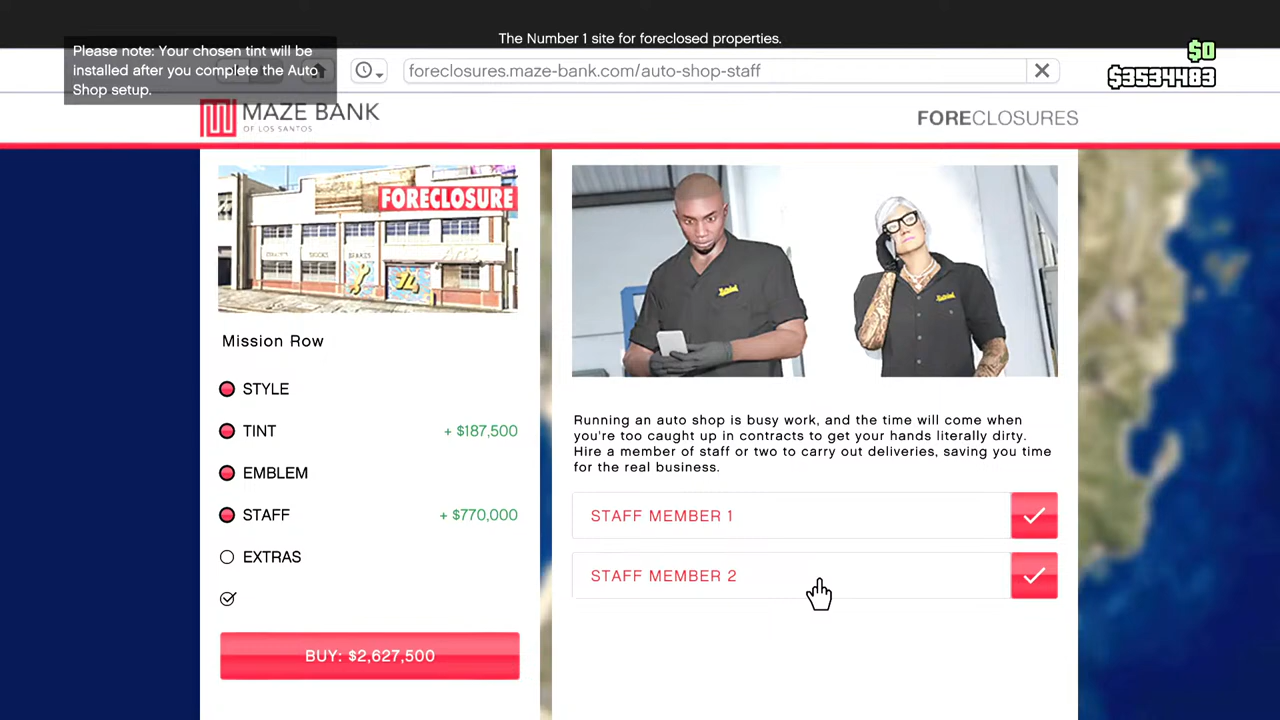 The Number 1 site for foreclosed properties.
Please note: Your chosen tint will be
installed after you complete the Auto
Shop setup.
foreclosures.maze-bank.com/auto-shop-staff
$0
$3534483
MAZE BANK
OF LOS SANTOS
FORECLOSURES
FORECLOSURE
Mission Row
STYLE
TINT + $187,500
EMBLEM
STAFF + $770,000
EXTRAS
BUY: $2,627,500
Running an auto shop is busy work, and the time will come when
you're too caught up in contracts to get your hands literally dirty.
Hire a member of staff or two to carry out deliveries, saving you time
for the real business.
STAFF MEMBER 1
STAFF MEMBER 2